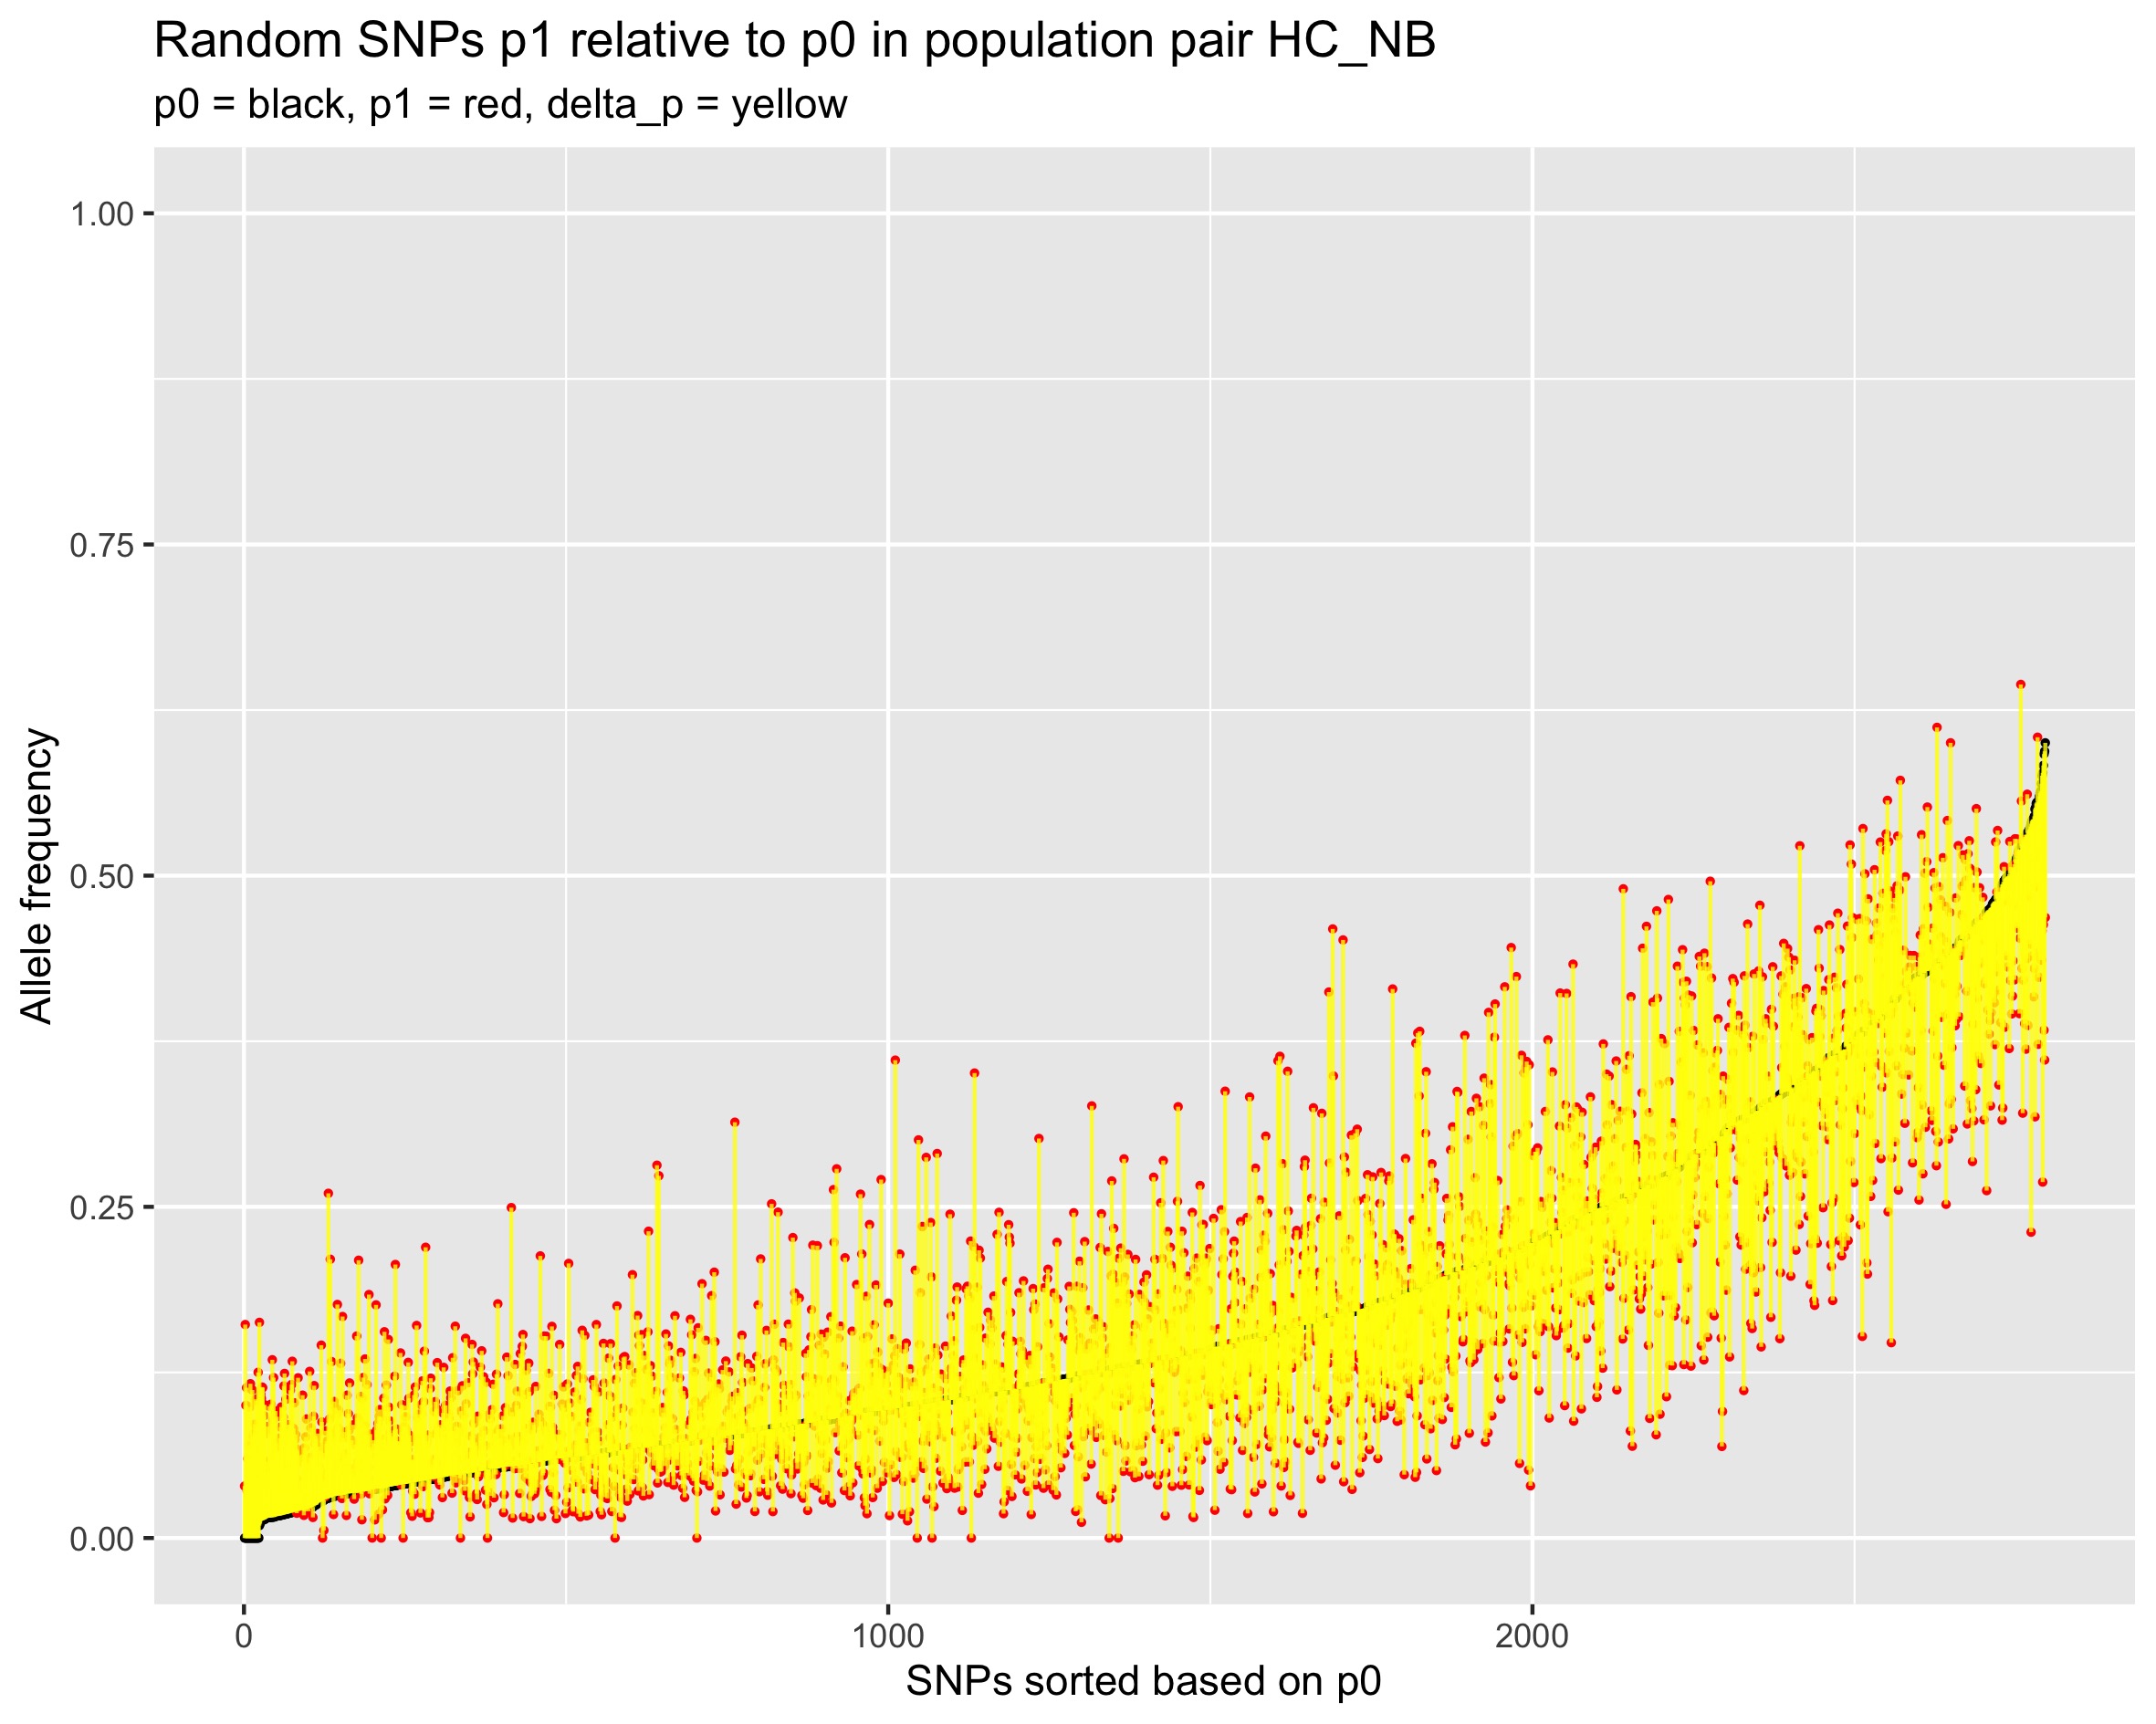 Random SNPs p1 relative to p0 in population pair HC_NB
p0 = black, p1 = red, delta_p = yellow
1.00
0.75
0.50
0.25
0.00
Allele frequency
0 1000 2000
SNPs sorted based on p0